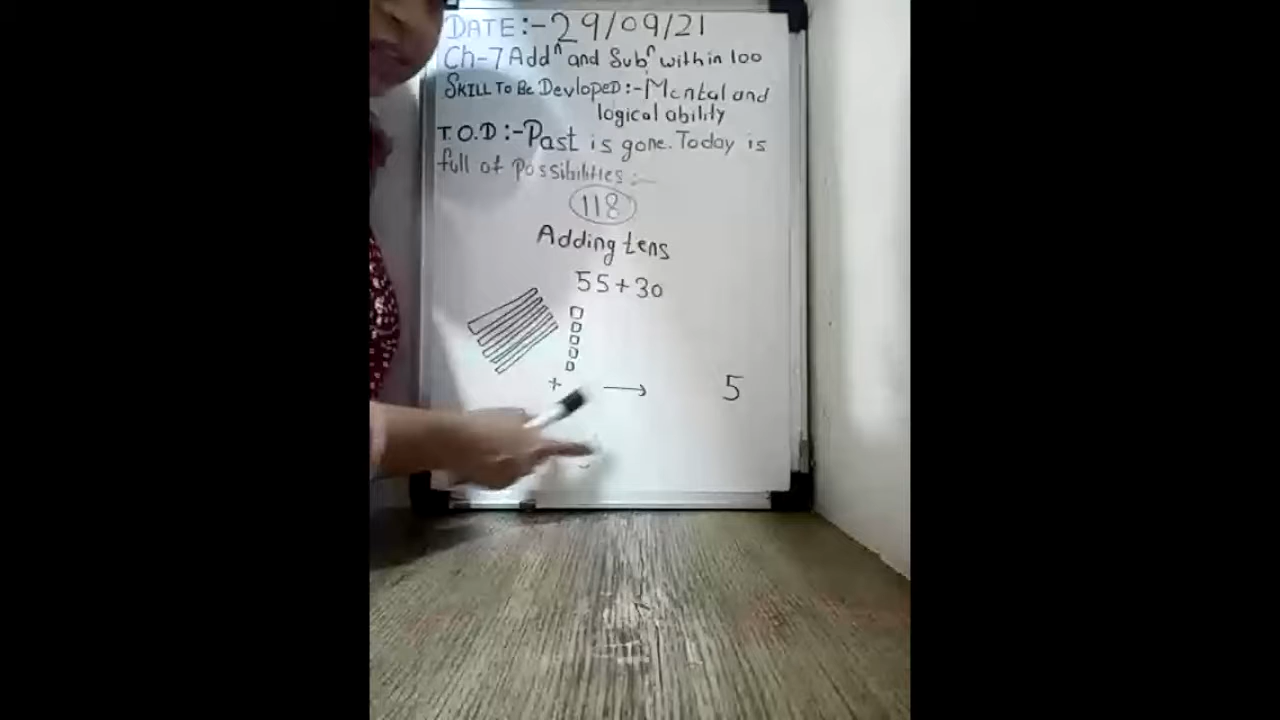 DATE:-29/09/21
Ch-7 Addⁿ and Subⁿ within 100
SKILL TO BE DEVLOPED:-Mental and
logical ability
T.O.D:-Past is gone. Today is
full of possibilities:-
118
Adding tens
55+30
+ → 5